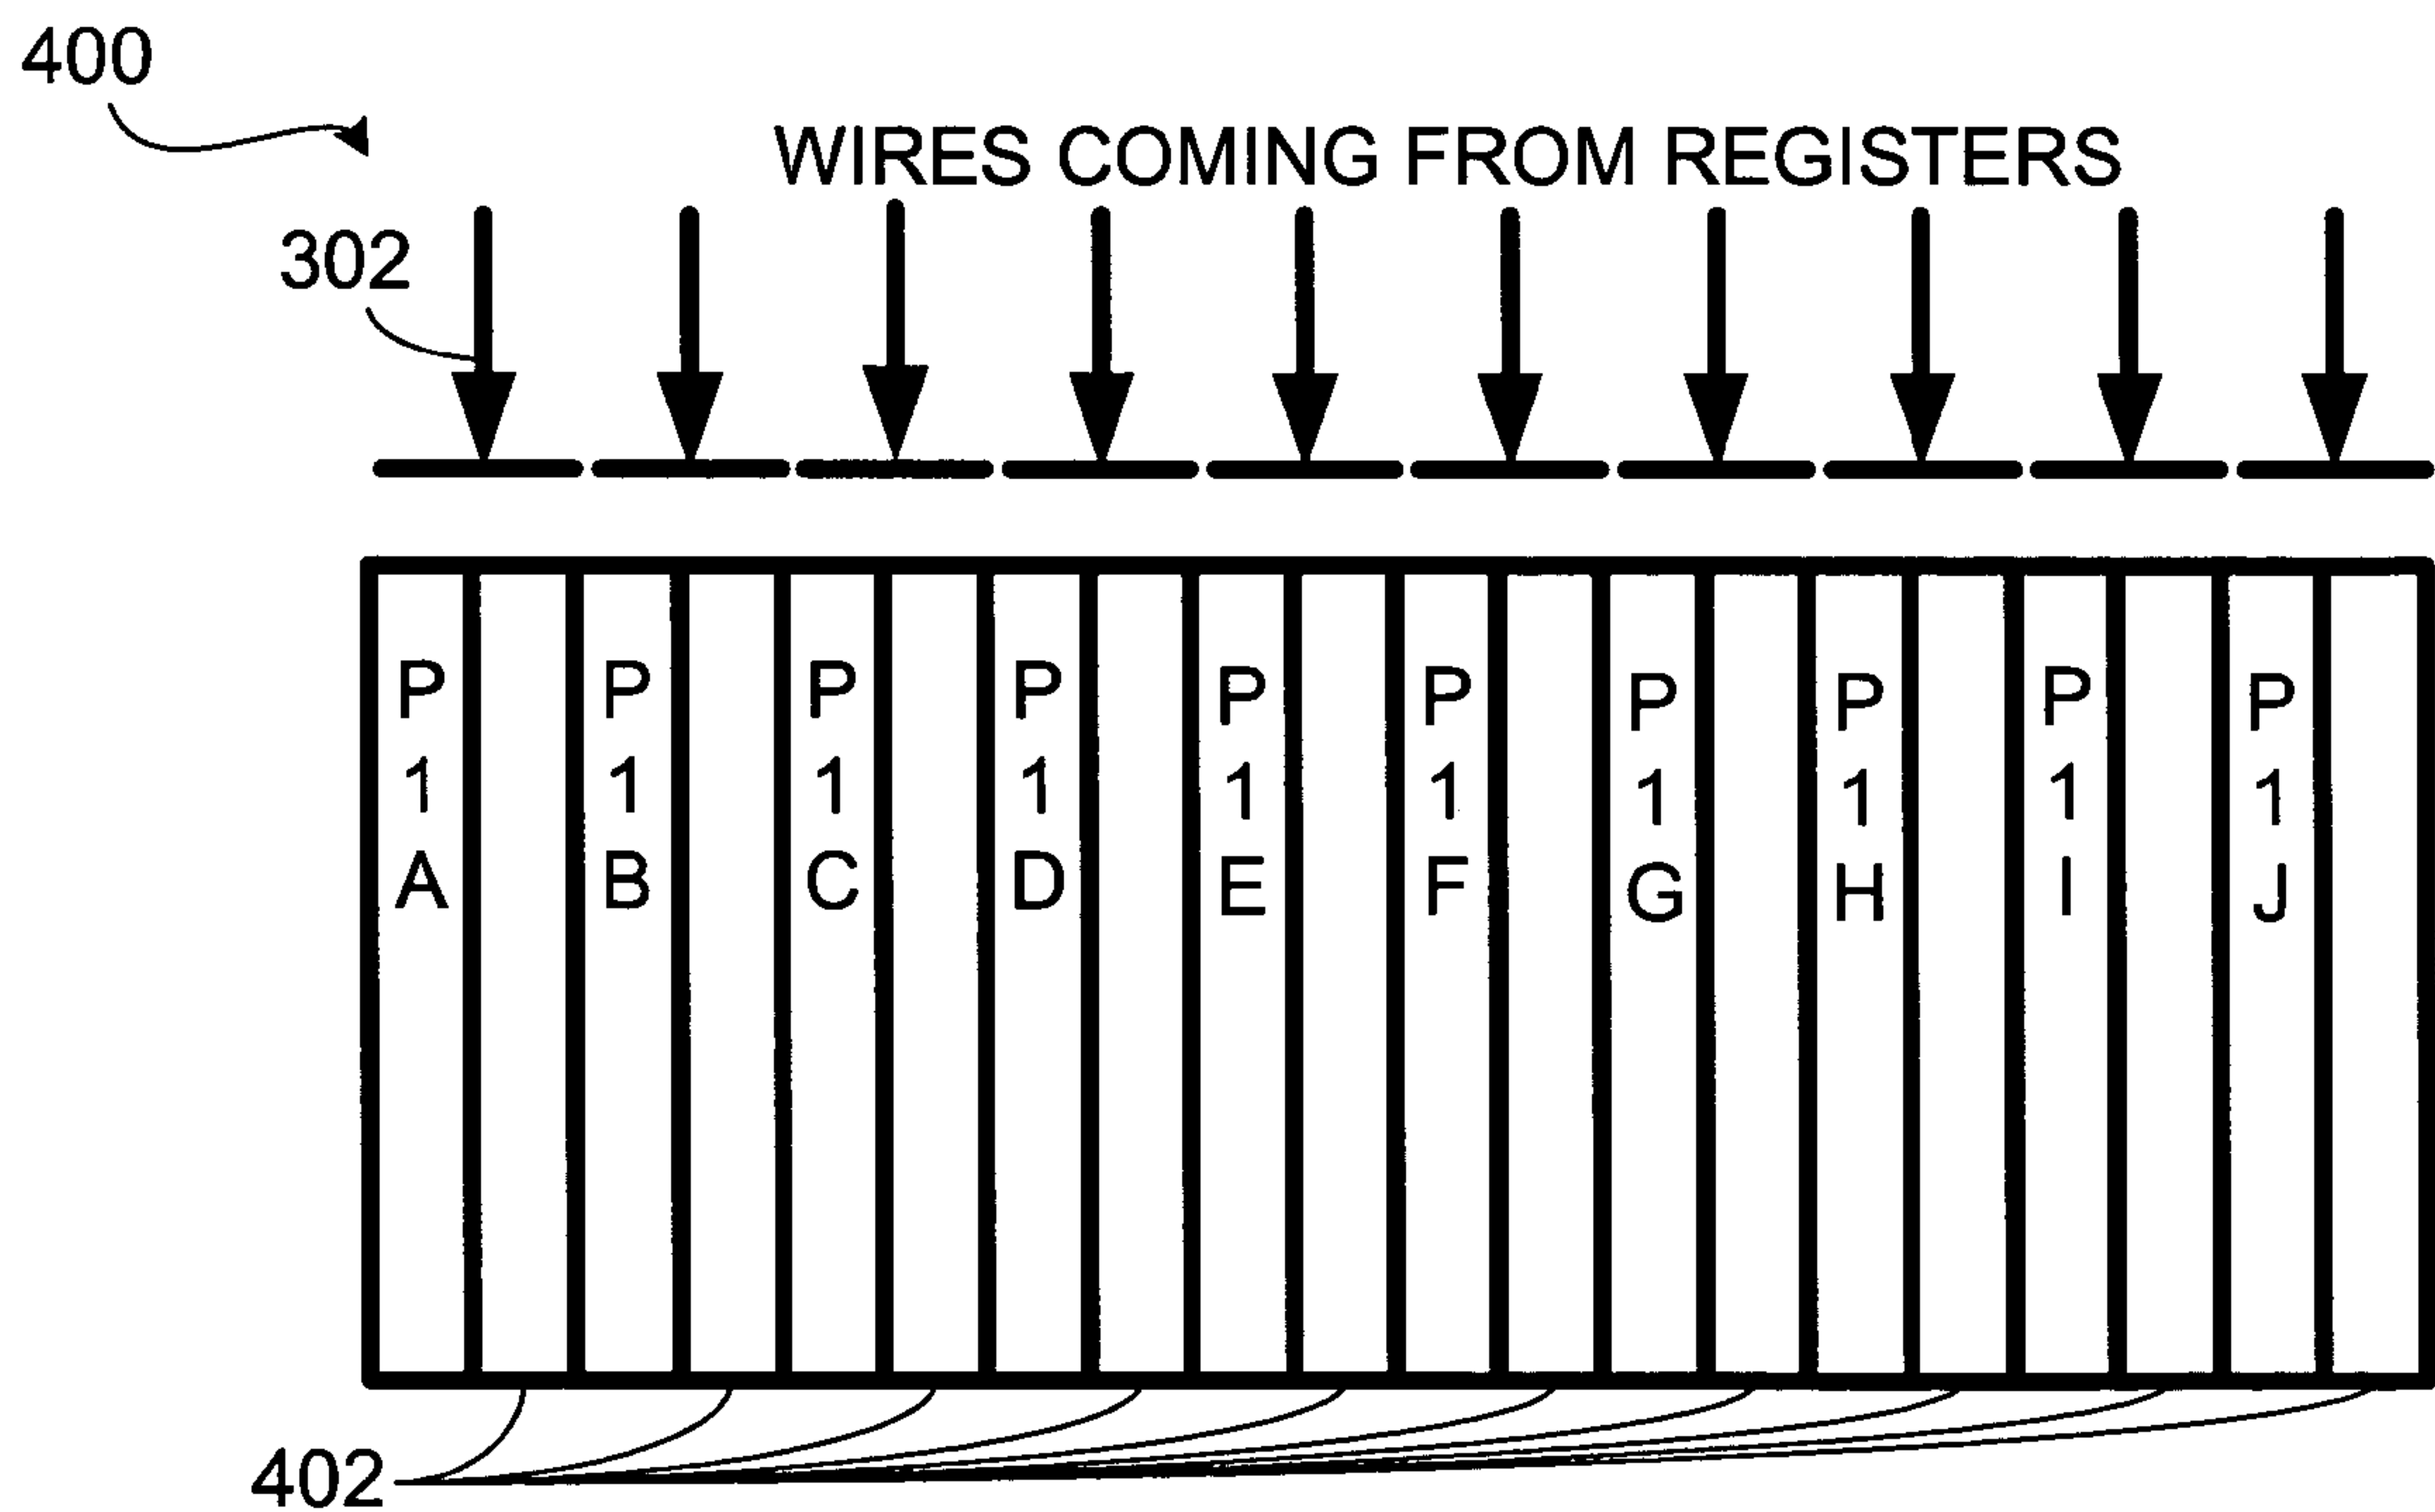 400
WIRES COMING FROM REGISTERS
302
P P P P P P P P P P
1 1 1 1 1 1 1 1 1 1
A B C D E F G H I J
402